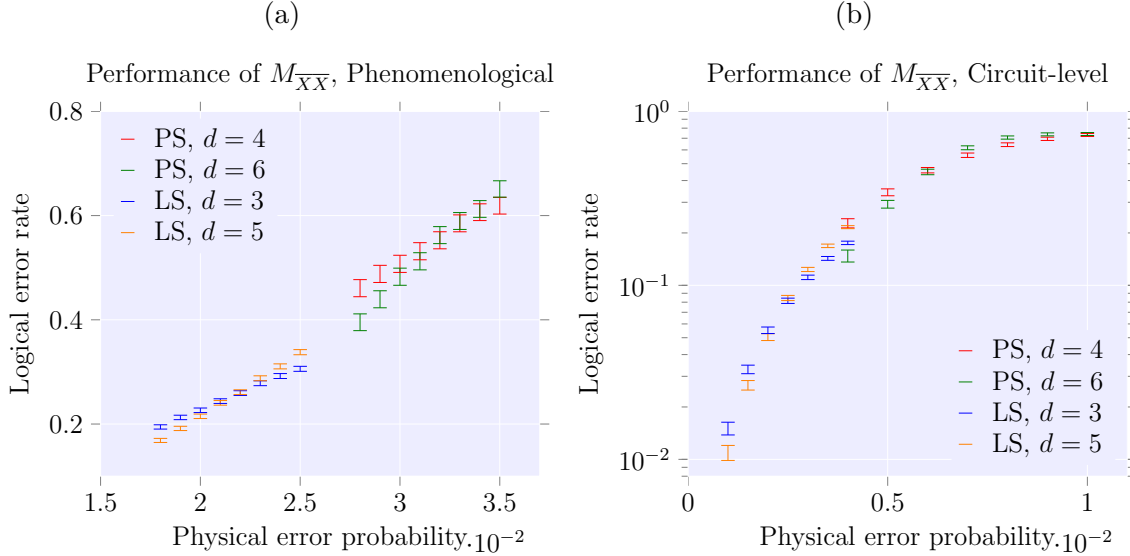 (a)
Performance of $M_{\overline{XX}}$, Phenomenological
Logical error rate
0.8
0.6
0.4
0.2
PS, $d = 4$
PS, $d = 6$
LS, $d = 3$
LS, $d = 5$
1.5 2 2.5 3 3.5
Physical error probability $\cdot 10^{-2}$
(b)
Performance of $M_{\overline{XX}}$, Circuit-level
Logical error rate
$10^{0}$
$10^{-1}$
$10^{-2}$
PS, $d = 4$
PS, $d = 6$
LS, $d = 3$
LS, $d = 5$
0 0.5 1
Physical error probability $\cdot 10^{-2}$